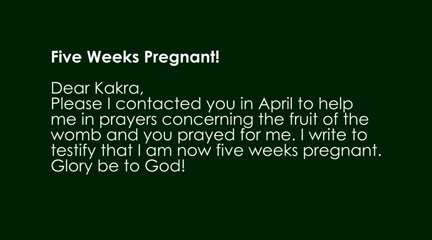 Five Weeks Pregnant!
Dear Kakra,
Please I contacted you in April to help
me in prayers concerning the fruit of the
womb and you prayed for me. I write to
testify that I am now five weeks pregnant.
Glory be to God!